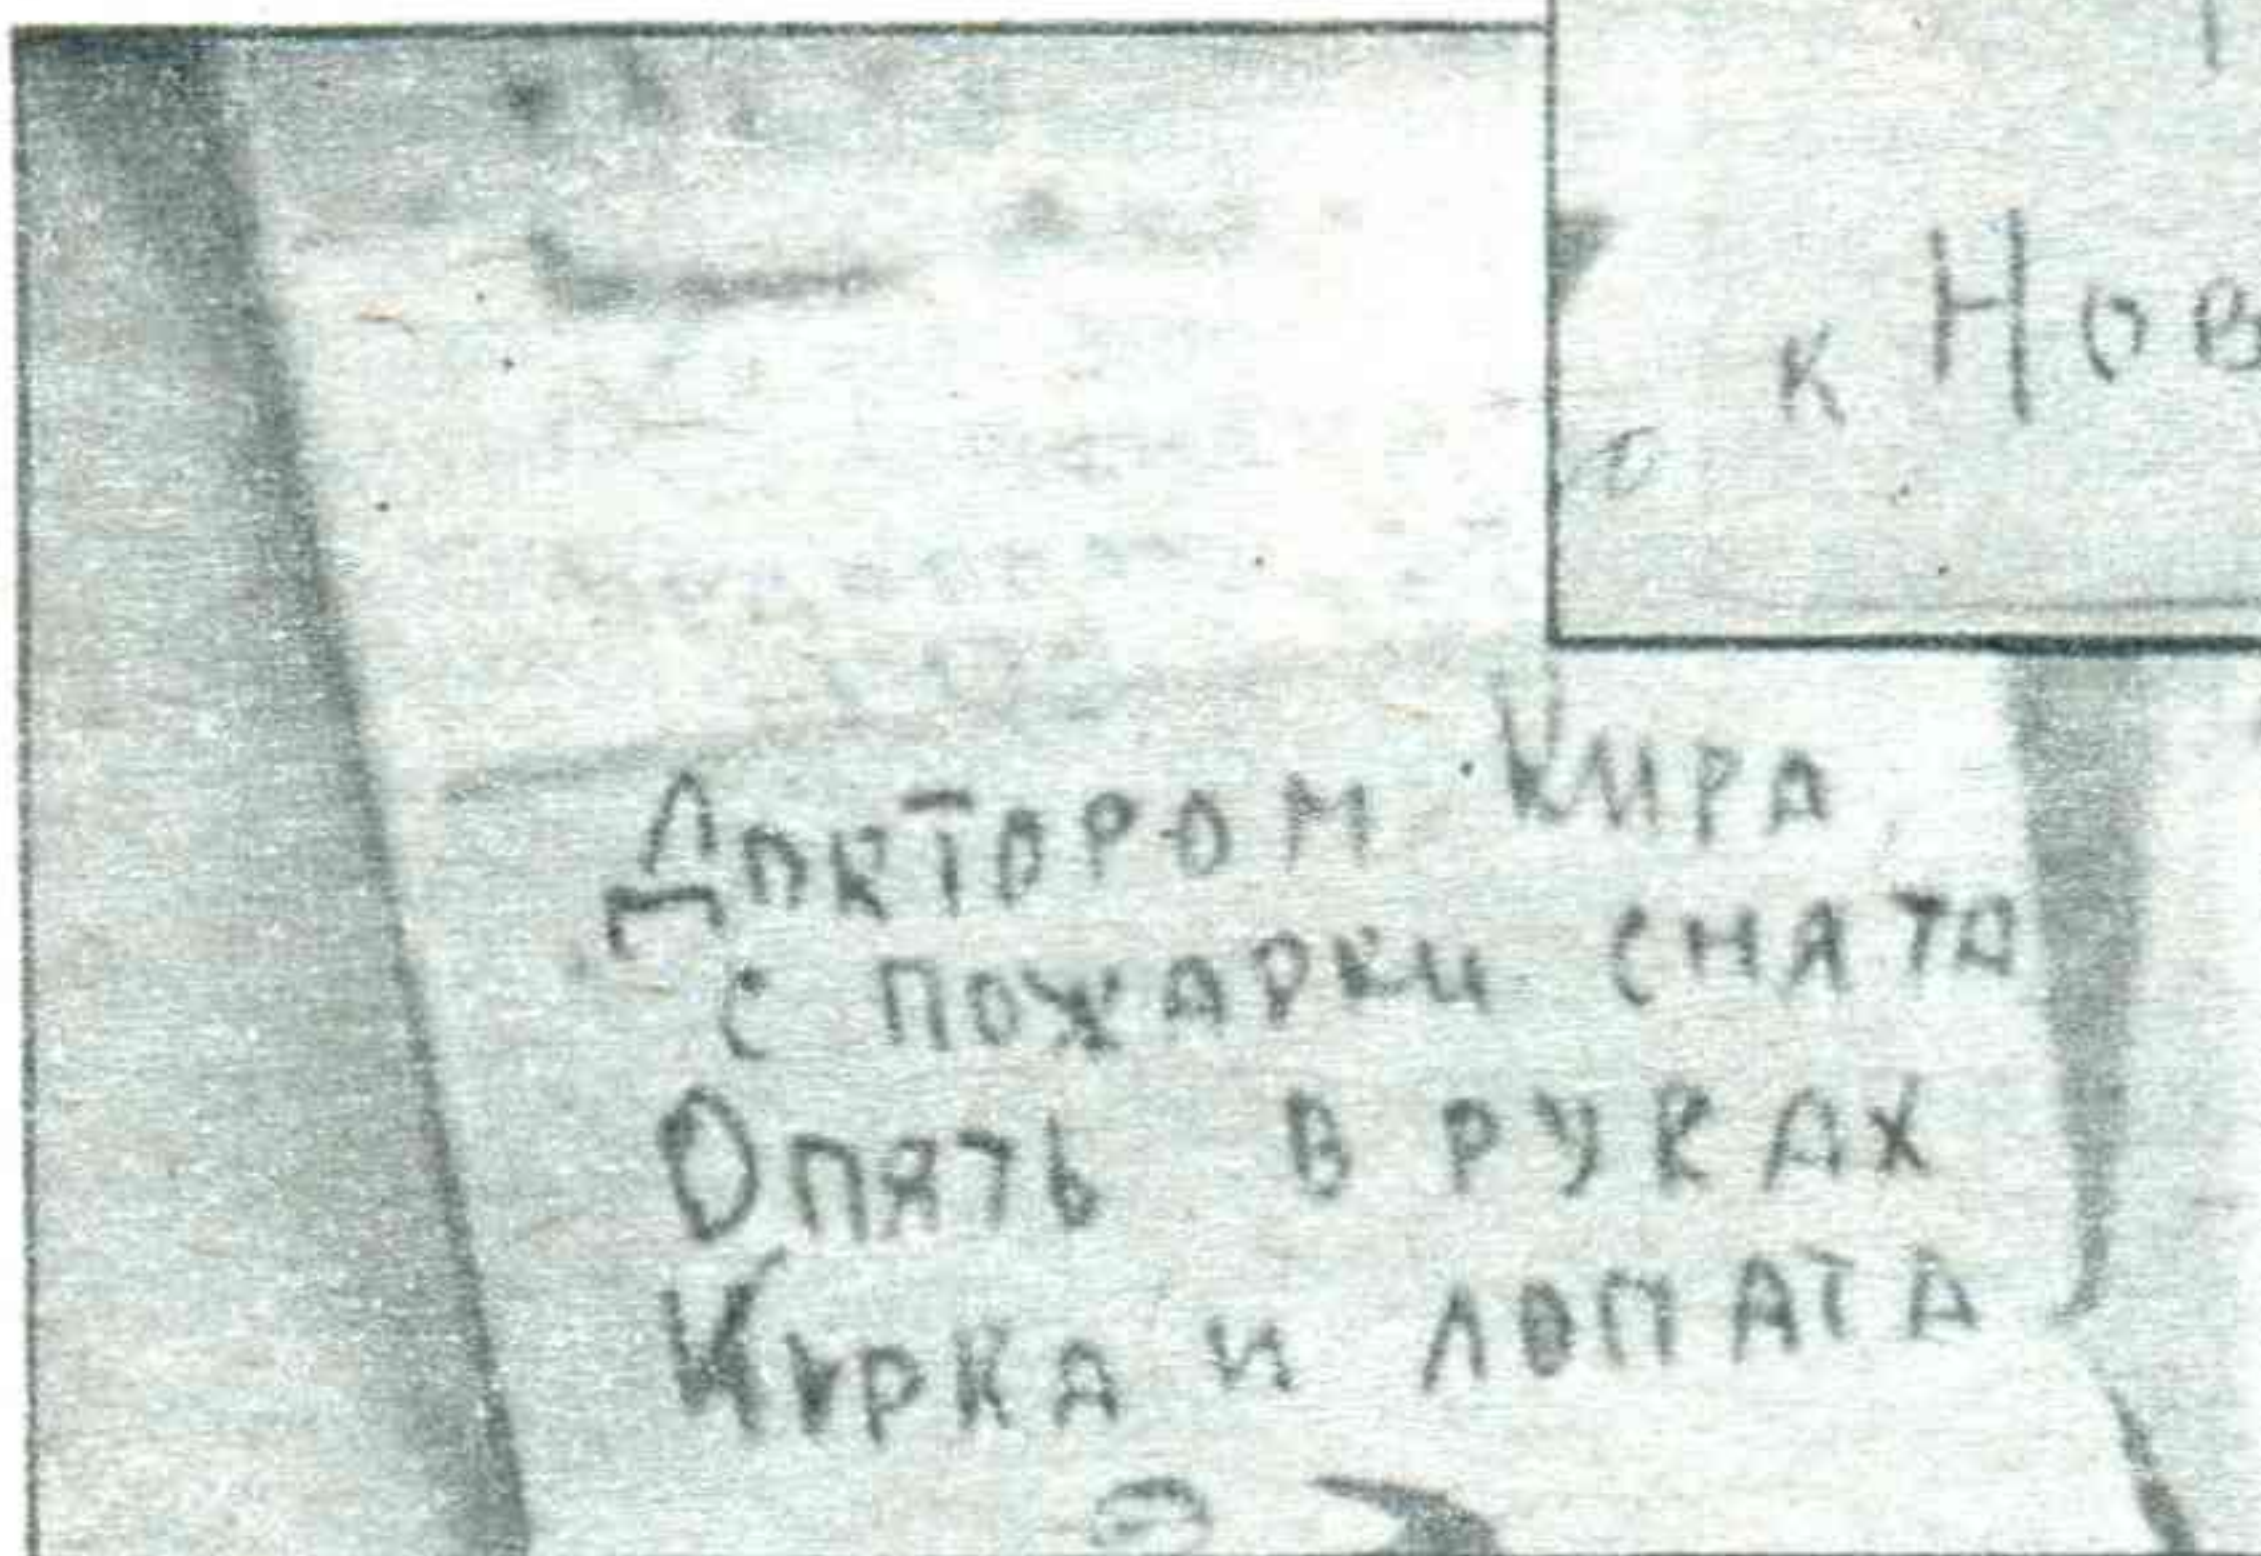 к Нов
Доктором Кира
с пожарки снята
Опять в руках
Кирка и лопата